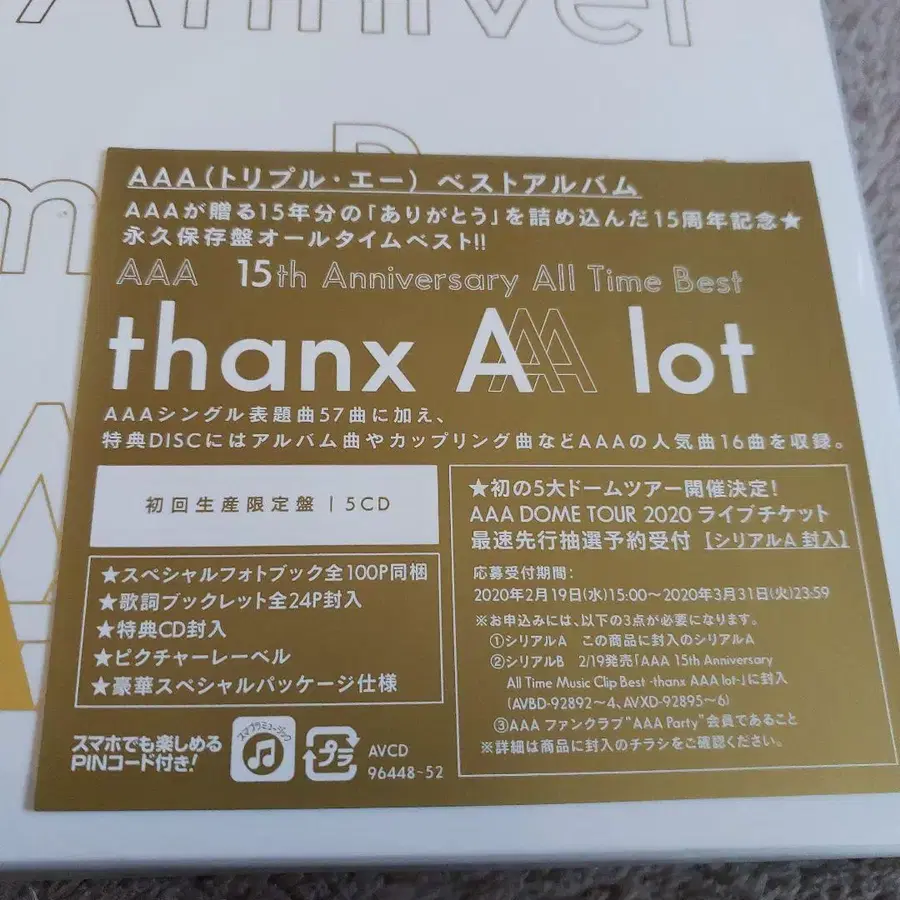 Anniver
AAA(トリプル・エー) ベストアルバム
AAAが贈る15年分の「ありがとう」を詰め込んだ15周年記念★
永久保存盤オールタイムベスト!!
AAA 15th Anniversary All Time Best
thanx AAA lot
AAAシングル表題曲57曲に加え、
特典DISCにはアルバム曲やカップリング曲などAAAの人気曲16曲を収録。
初回生産限定盤 | 5CD
★スペシャルフォトブック全100P同梱
★歌詞ブックレット全24P封入
★特典CD封入
★ピクチャーレーベル
★豪華スペシャルパッケージ仕様
スマホでも楽しめる
PINコード付き!
スマプラミュージック
プラ
AVCD
96448~52
★初の5大ドームツアー開催決定!
AAA DOME TOUR 2020 ライブチケット
最速先行抽選予約受付 【シリアルA 封入】
応募受付期間:
2020年2月19日(水)15:00~2020年3月31日(火)23:59
※お申込みには、以下の3点が必要になります。
①シリアルA この商品に封入のシリアルA
②シリアルB 2/19発売「AAA 15th Anniversary
All Time Music Clip Best -thanx AAA lot-」に封入
(AVBD-92892~4、AVXD-92895~6)
③AAA ファンクラブ"AAA Party"会員であること
※詳細は商品に封入のチラシをご確認ください。